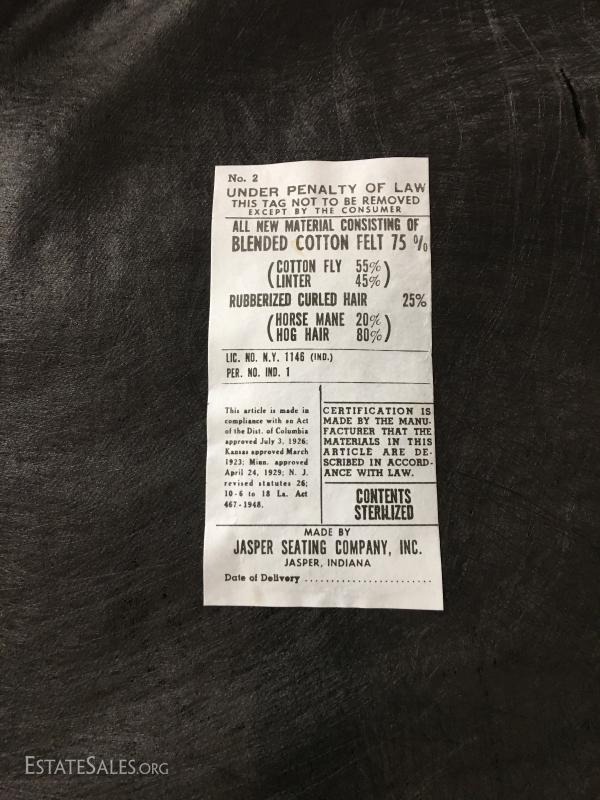 No. 2
UNDER PENALTY OF LAW
THIS TAG NOT TO BE REMOVED
EXCEPT BY THE CONSUMER
ALL NEW MATERIAL CONSISTING OF
BLENDED COTTON FELT 75 %
(COTTON FLY 55%)
(LINTER 45%)
RUBBERIZED CURLED HAIR 25%
(HORSE MANE 20%)
(HOG HAIR 80%)
LIC. NO. N.Y. 1146 (IND.)
PER. NO. IND. 1
This article is made in
compliance with an Act
of the Dist. of Columbia
approved July 3, 1926;
Kansas approved March
1923; Minn. approved
April 24, 1929; N. J.
revised statutes 26;
10-6 to 18 La. Act
467-1948.
CERTIFICATION IS
MADE BY THE MANU-
FACTURER THAT THE
MATERIALS IN THIS
ARTICLE ARE DE-
SCRIBED IN ACCORD-
ANCE WITH LAW.
CONTENTS
STERILIZED
MADE BY
JASPER SEATING COMPANY, INC.
JASPER, INDIANA
Date of Delivery ........................
ESTATESALES.ORG